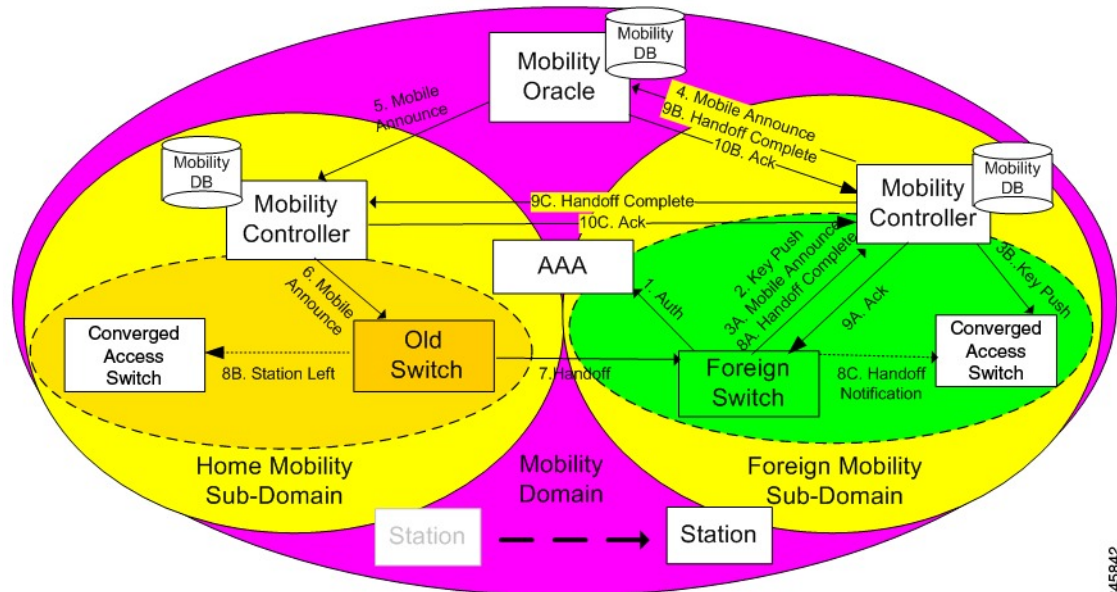 Mobility
DB
Mobility
Oracle
5. Mobile
Announce
4. Mobile Announce
9B. Handoff Complete
10B. Ack
Mobility
DB
Mobility
Controller
Mobility
DB
Mobility
Controller
9C. Handoff Complete
10C. Ack
AAA
1. Auth
2. Key Push
3A. Mobile Announce
8A. Handoff Complete
9A. Ack
3B..Key Push
6. Mobile
Announce
Converged
Access
Switch
8B. Station Left
Old
Switch
7.Handoff
Foreign
Switch
8C. Handoff
Notification
Converged
Access
Switch
Home Mobility
Sub-Domain
Mobility
Domain
Foreign Mobility
Sub-Domain
Station
Station
45842